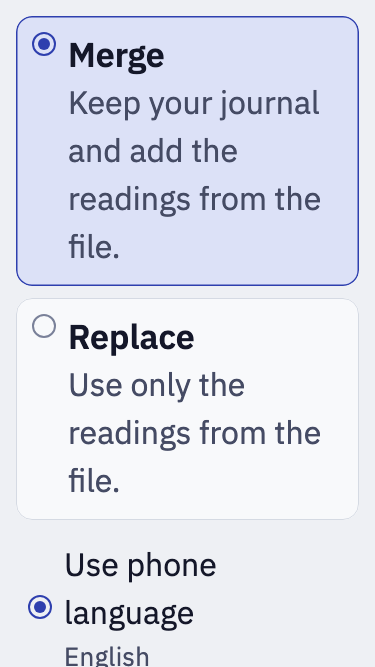 Merge
Keep your journal
and add the
readings from the
file.
Replace
Use only the
readings from the
file.
Use phone
language
English